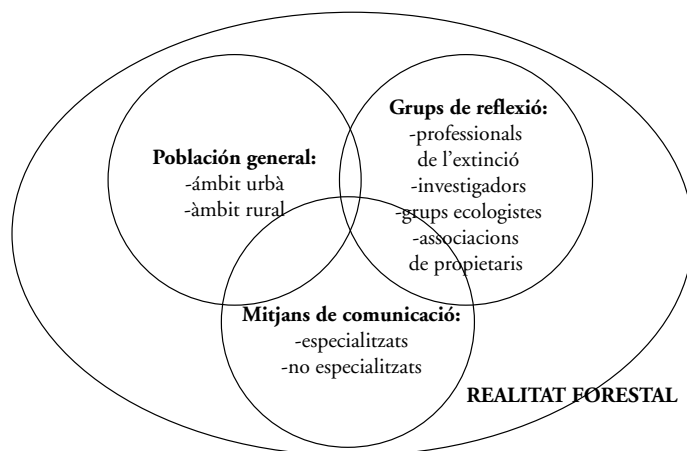 Población general:
-ámbit urbà
-àmbit rural
Grups de reflexió:
-professionals
de l’extinció
-investigadors
-grups ecologistes
-associacions
de propietaris
Mitjans de comunicació:
-especialitzats
-no especialitzats
REALITAT FORESTAL